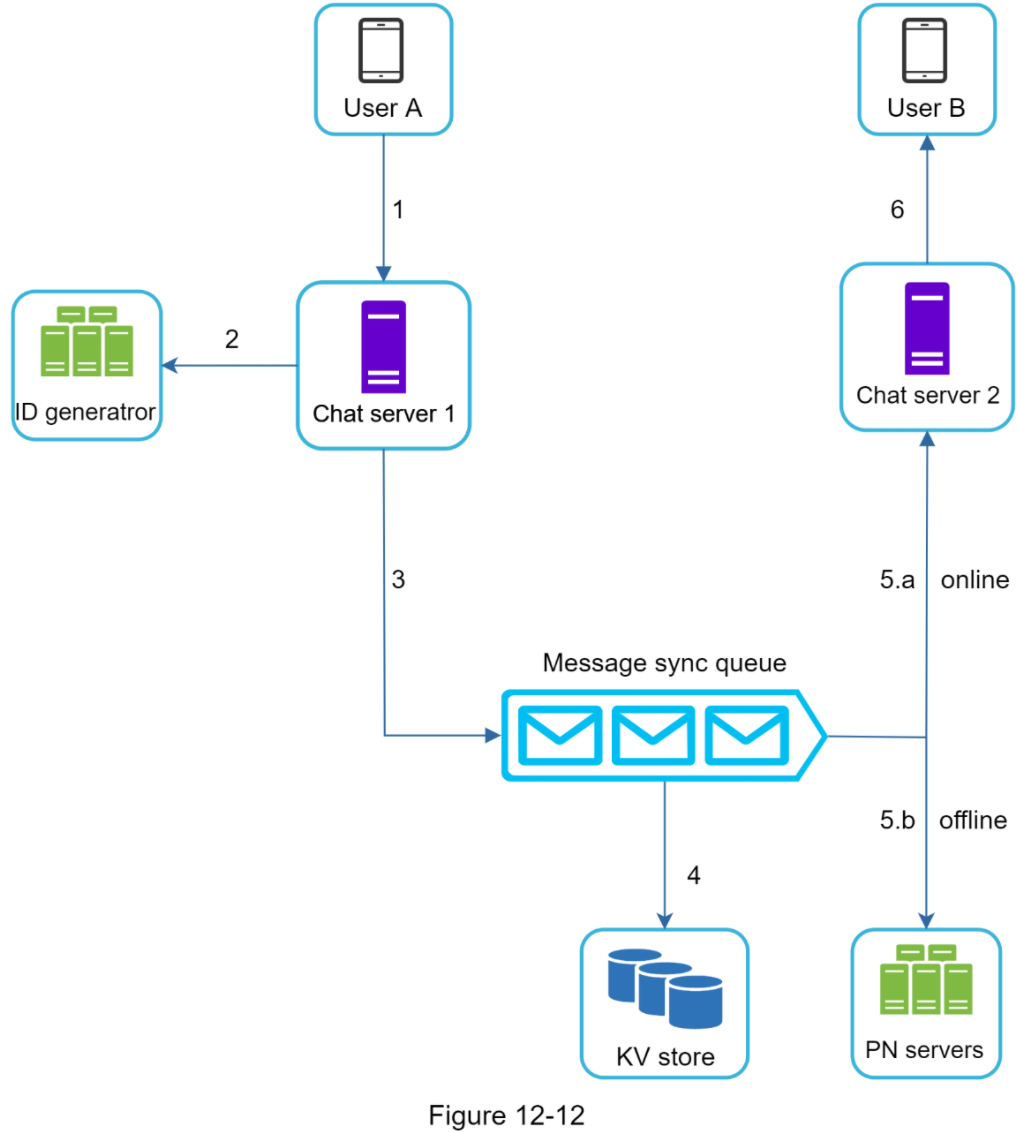 User A
User B
1
6
2
ID generatror
Chat server 1
Chat server 2
3
5.a
online
Message sync queue
5.b
offline
4
KV store
PN servers
Figure 12-12